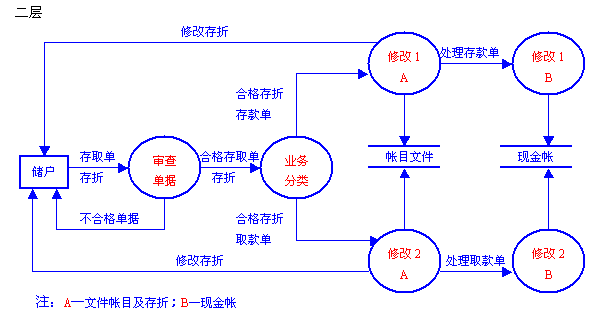 二层
修改存折
修改1
A
处理存款单
修改1
B
合格存折
存款单
储户
存取单
存折
审查
单据
合格存取单
存折
业务
分类
帐目文件
现金帐
不合格单据
合格存折
取款单
修改存折
修改2
A
处理取款单
修改2
B
注：A—文件帐目及存折；B—现金帐